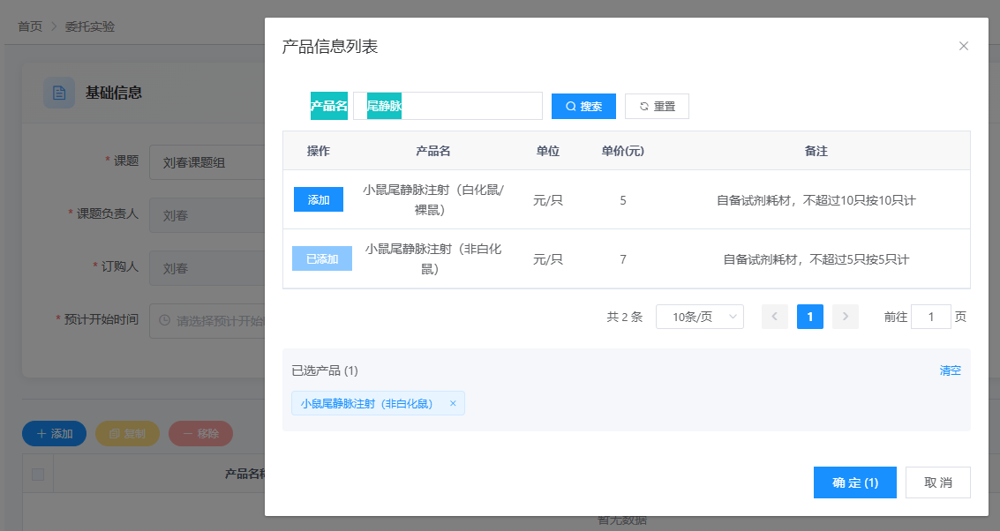 首页 > 委托实验
基础信息
* 课题 刘春课题组
* 课题负责人 刘春
* 订购人 刘春
* 预计开始时间 请选择预计开始
+ 添加 复制 — 移除
产品名
暂无数据
产品信息列表 ×
产品名 尾静脉 搜索 重置
操作 产品名 单位 单价(元) 备注
添加 小鼠尾静脉注射（白化鼠/裸鼠） 元/只 5 自备试剂耗材，不超过10只按10只计
已添加 小鼠尾静脉注射（非白化鼠） 元/只 7 自备试剂耗材，不超过5只按5只计
共 2 条 10条/页 < 1 > 前往 1 页
已选产品 (1) 清空
小鼠尾静脉注射（非白化鼠） ×
确 定 (1) 取 消